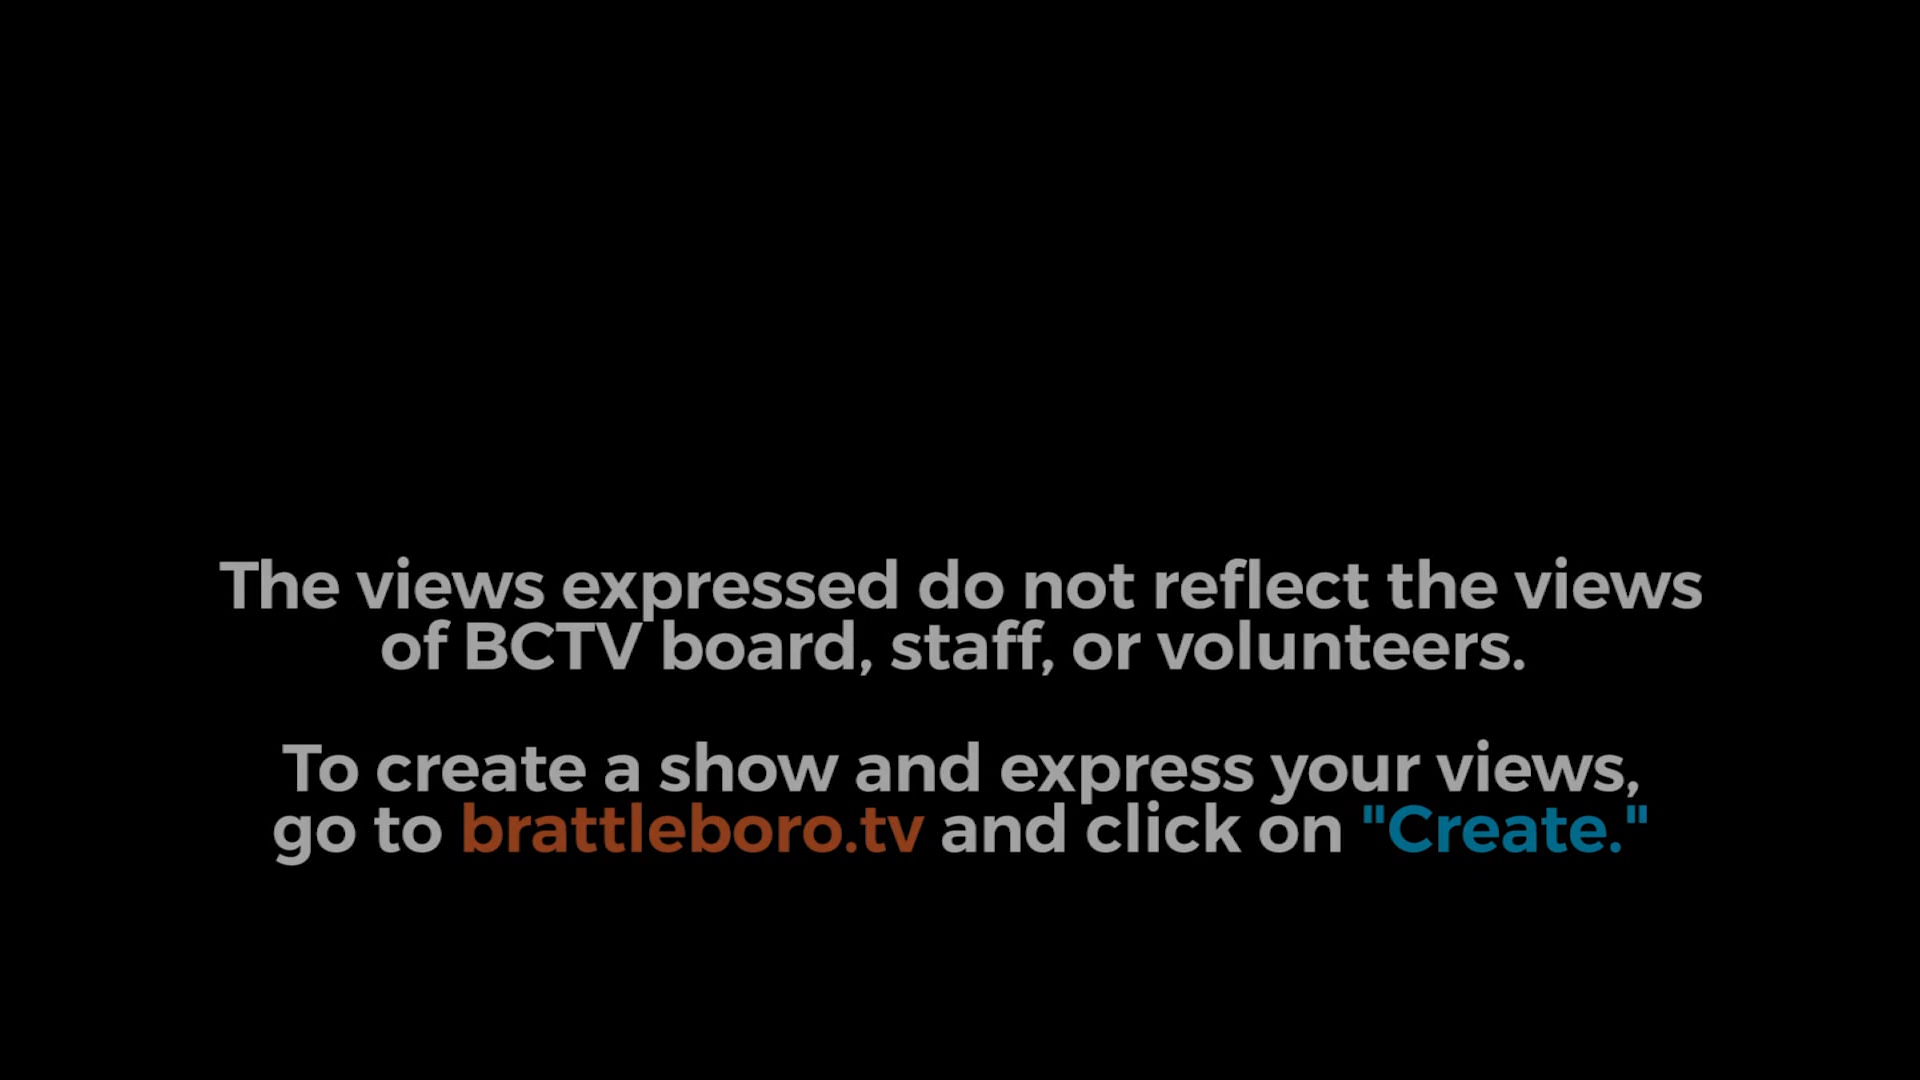 The views expressed do not reflect the views
of BCTV board, staff, or volunteers.
To create a show and express your views,
go to brattleboro.tv and click on "Create."